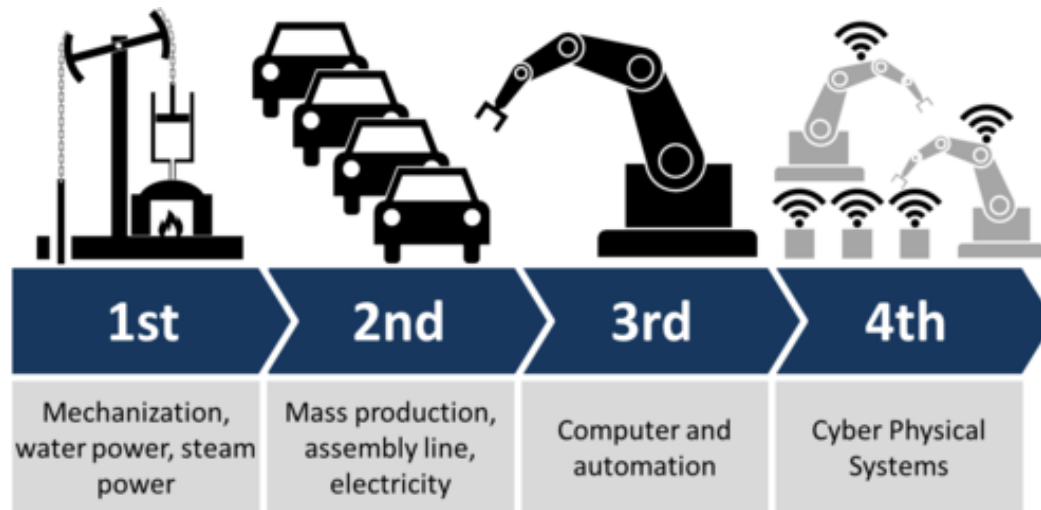 1st
2nd
3rd
4th
Mechanization,
water power, steam
power
Mass production,
assembly line,
electricity
Computer and
automation
Cyber Physical
Systems